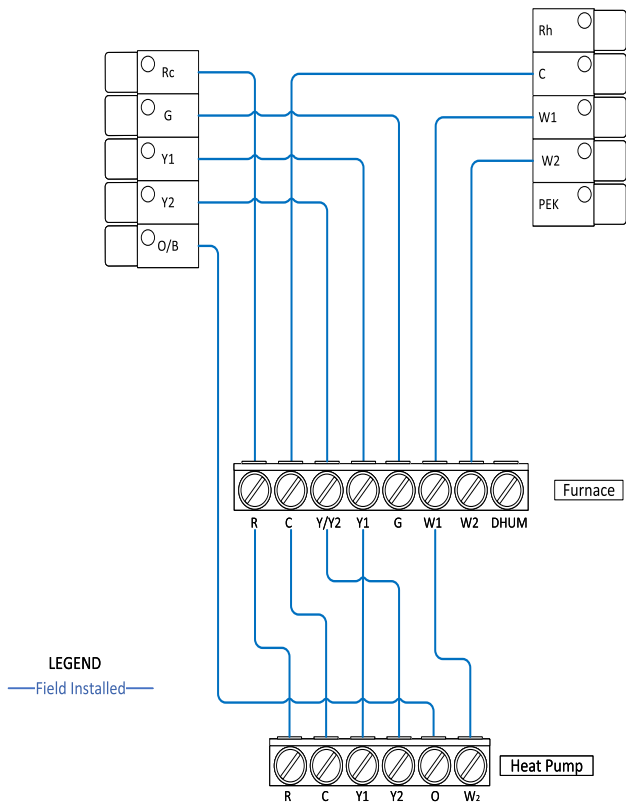 Rc
G
Y1
Y2
O/B
Rh
C
W1
W2
PEK
R C Y/Y2 Y1 G W1 W2 DHUM
Furnace
LEGEND
Field Installed
Heat Pump
R C Y1 Y2 O W₂